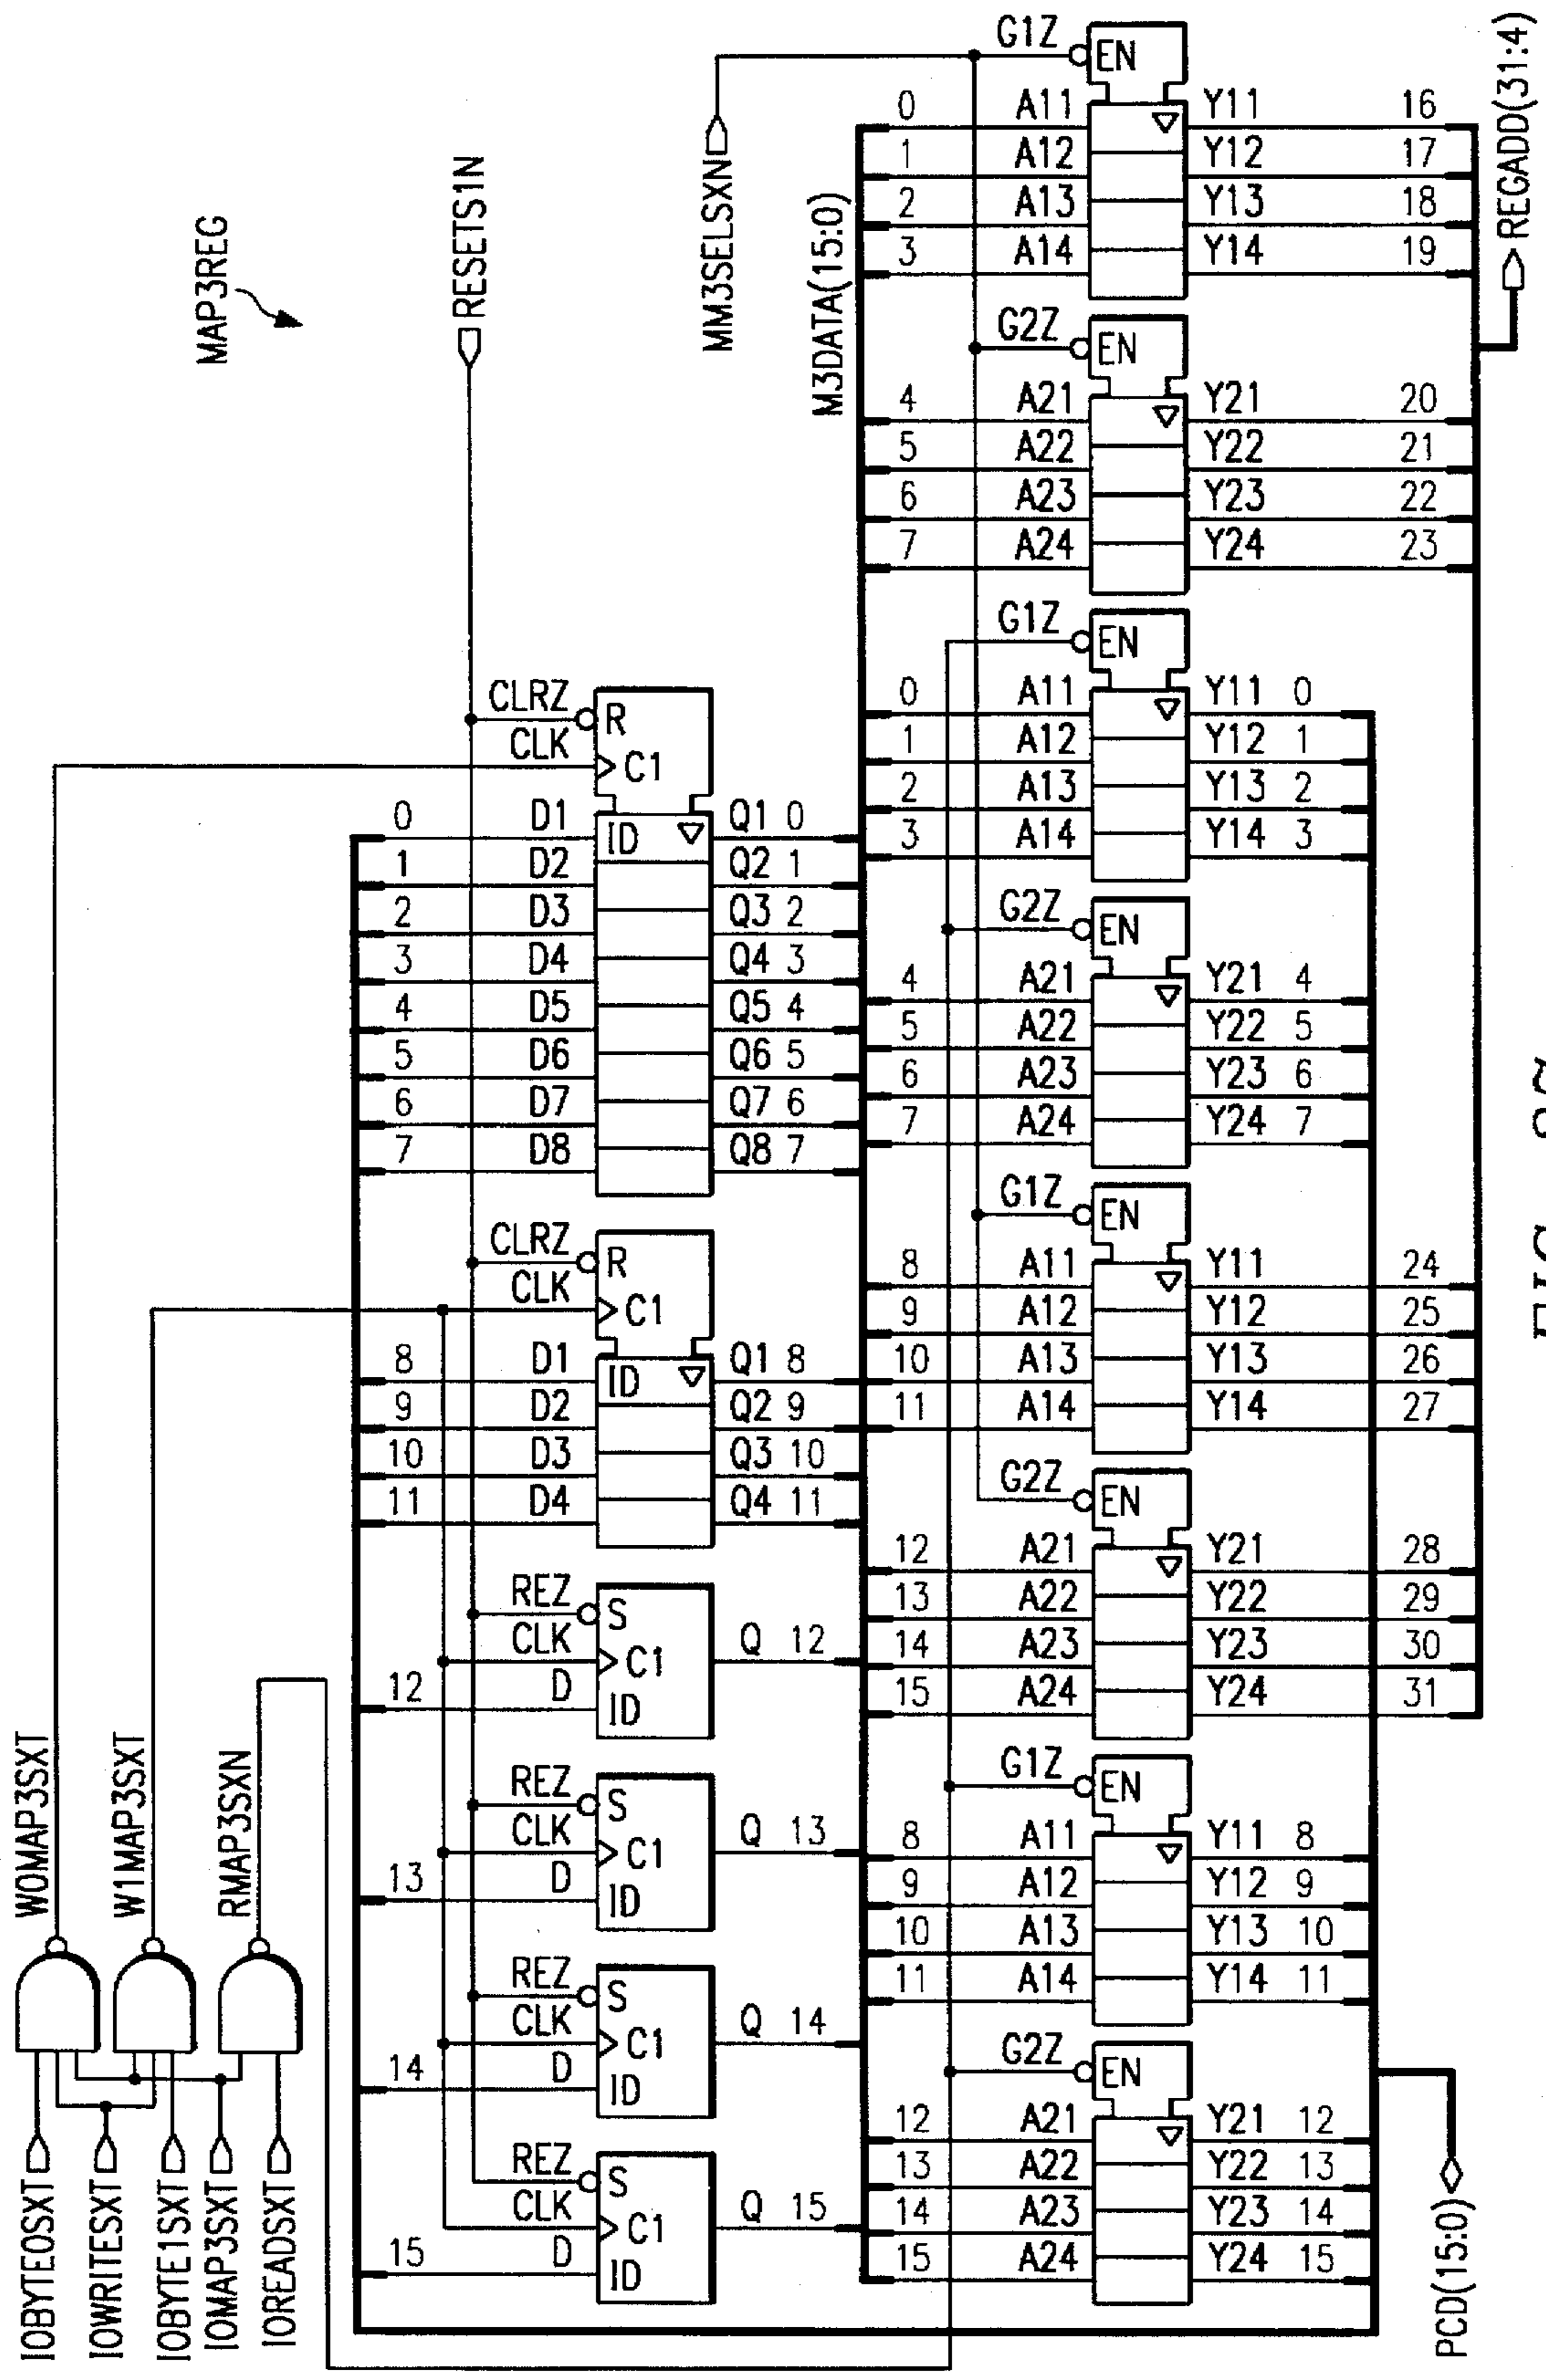 MAP3REG
RESETS1N
MM3SELSXN
M3DATA(15:0)
REGADD(31:4)
PCD(15:0)
IOBYTE0SXT
IOWRITESXT
IOBYTE1SXT
IOMAP3SXT
IOREADSXT
W0MAP3SXT
W1MAP3SXT
RMAP3SXN
CLRZ R
CLK C1
0 D1 ID Q1 0
1 D2 Q2 1
2 D3 Q3 2
3 D4 Q4 3
4 D5 Q5 4
5 D6 Q6 5
6 D7 Q7 6
7 D8 Q8 7
CLRZ R
CLK C1
8 D1 ID Q1 8
9 D2 Q2 9
10 D3 Q3 10
11 D4 Q4 11
REZ S
CLK C1 Q 12
12 D ID
REZ S
CLK C1 Q 13
13 D ID
REZ S
CLK C1 Q 14
14 D ID
REZ S
CLK C1 Q 15
15 D ID
G1Z EN
0 A11 Y11 16
1 A12 Y12 17
2 A13 Y13 18
3 A14 Y14 19
G2Z EN
4 A21 Y21 20
5 A22 Y22 21
6 A23 Y23 22
7 A24 Y24 23
G1Z EN
0 A11 Y11 0
1 A12 Y12 1
2 A13 Y13 2
3 A14 Y14 3
G2Z EN
4 A21 Y21 4
5 A22 Y22 5
6 A23 Y23 6
7 A24 Y24 7
G1Z EN
8 A11 Y11 24
9 A12 Y12 25
10 A13 Y13 26
11 A14 Y14 27
G2Z EN
12 A21 Y21 28
13 A22 Y22 29
14 A23 Y23 30
15 A24 Y24 31
G1Z EN
8 A11 Y11 8
9 A12 Y12 9
10 A13 Y13 10
11 A14 Y14 11
G2Z EN
12 A21 Y21 12
13 A22 Y22 13
14 A23 Y23 14
15 A24 Y24 15